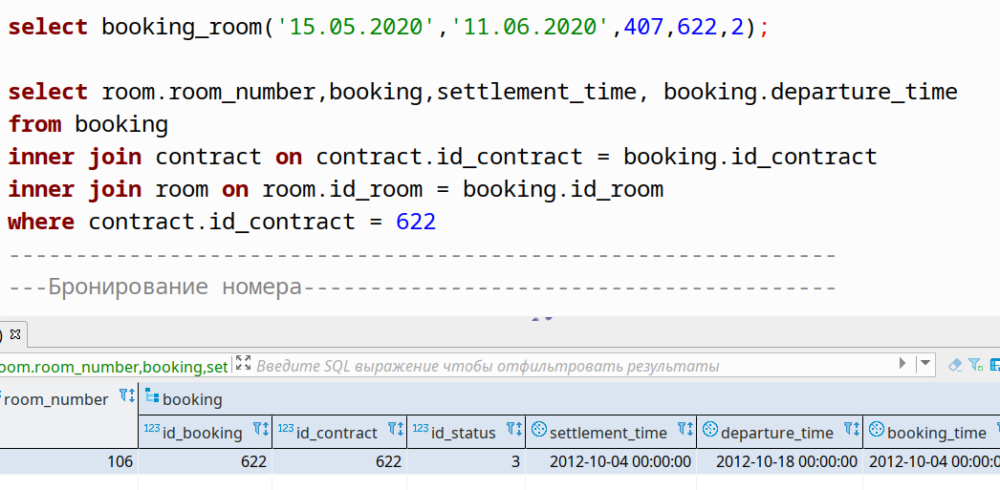 select booking_room('15.05.2020','11.06.2020',407,622,2);
select room.room_number,booking,settlement_time, booking.departure_time
from booking
inner join contract on contract.id_contract = booking.id_contract
inner join room on room.id_room = booking.id_room
where contract.id_contract = 622
--------------------------------------------------------------
---Бронирование номера----------------------------------------
)
oom.room_number,booking,set Введите SQL выражение чтобы отфильтровать результаты
room_number booking
123 id_booking 123 id_contract 123 id_status settlement_time departure_time booking_time
106 622 622 3 2012-10-04 00:00:00 2012-10-18 00:00:00 2012-10-04 00:00:0